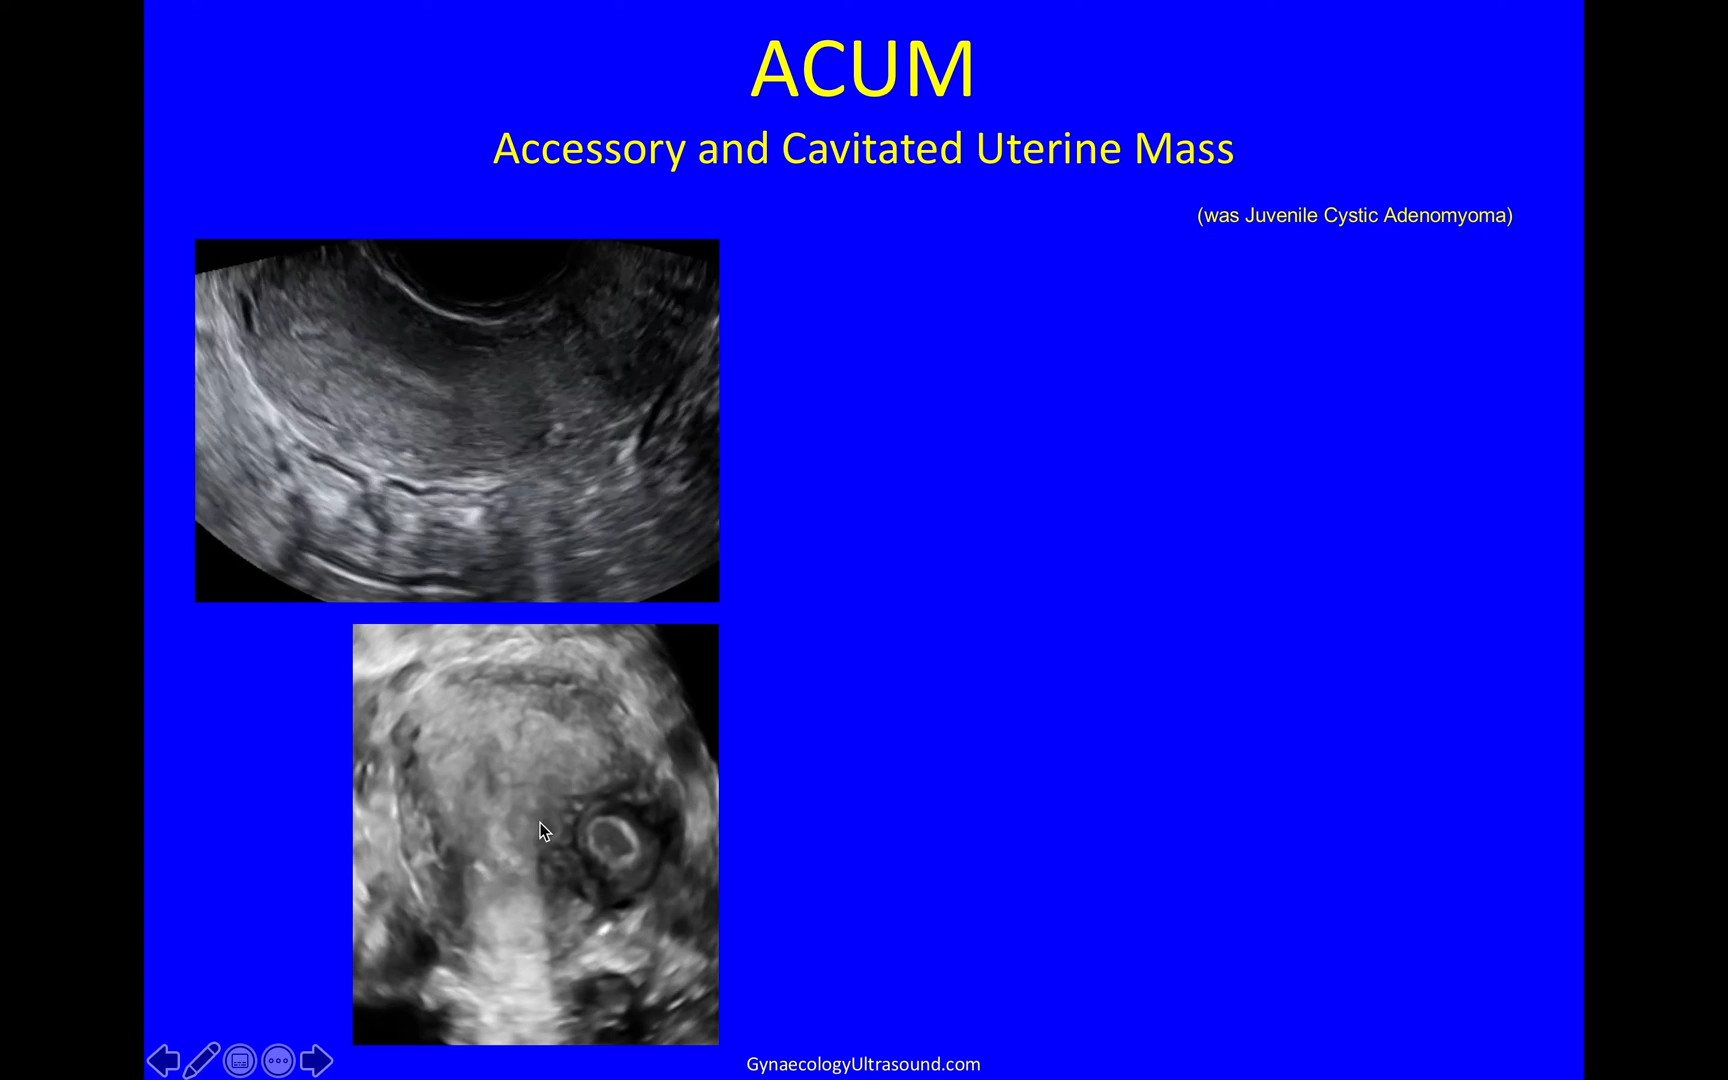 ACUM
Accessory and Cavitated Uterine Mass
(was Juvenile Cystic Adenomyoma)
GynaecologyUltrasound.com